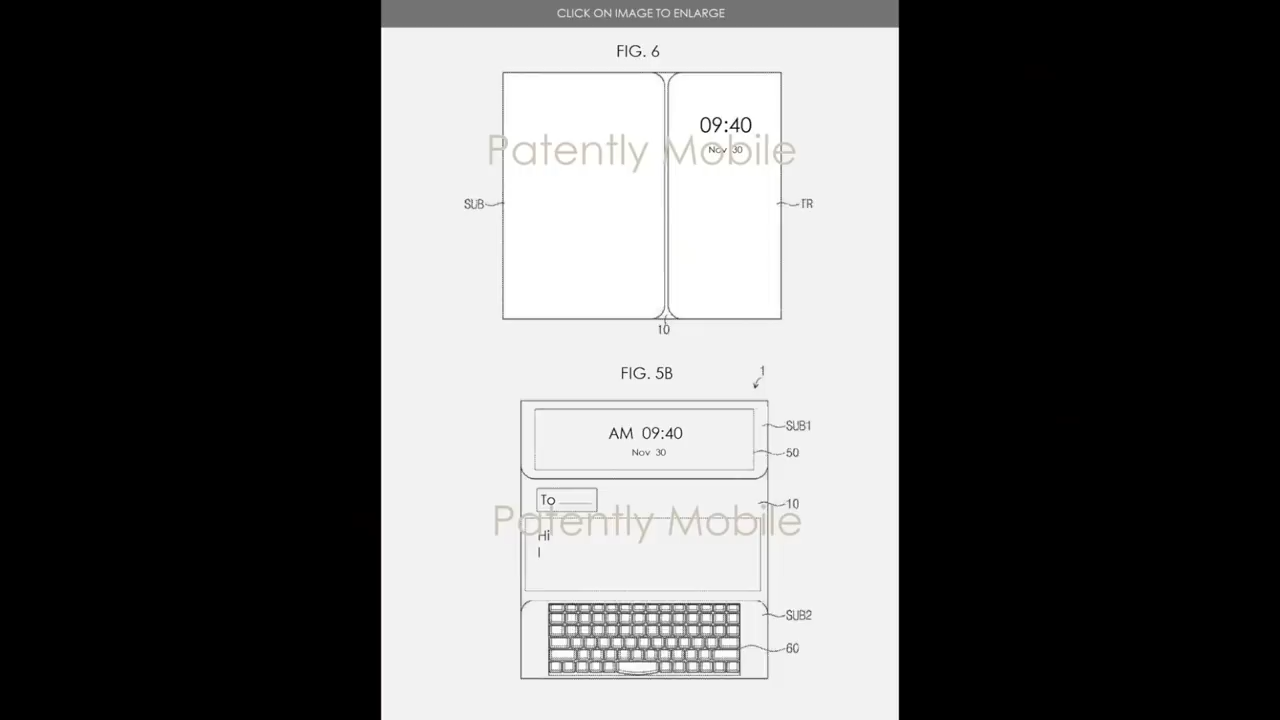 CLICK ON IMAGE TO ENLARGE
FIG. 6
09:40
Nov 30
Patently Mobile
SUB
TR
10
FIG. 5B
1
AM 09:40
Nov 30
SUB1
50
To
10
Patently Mobile
Hi
I
SUB2
60